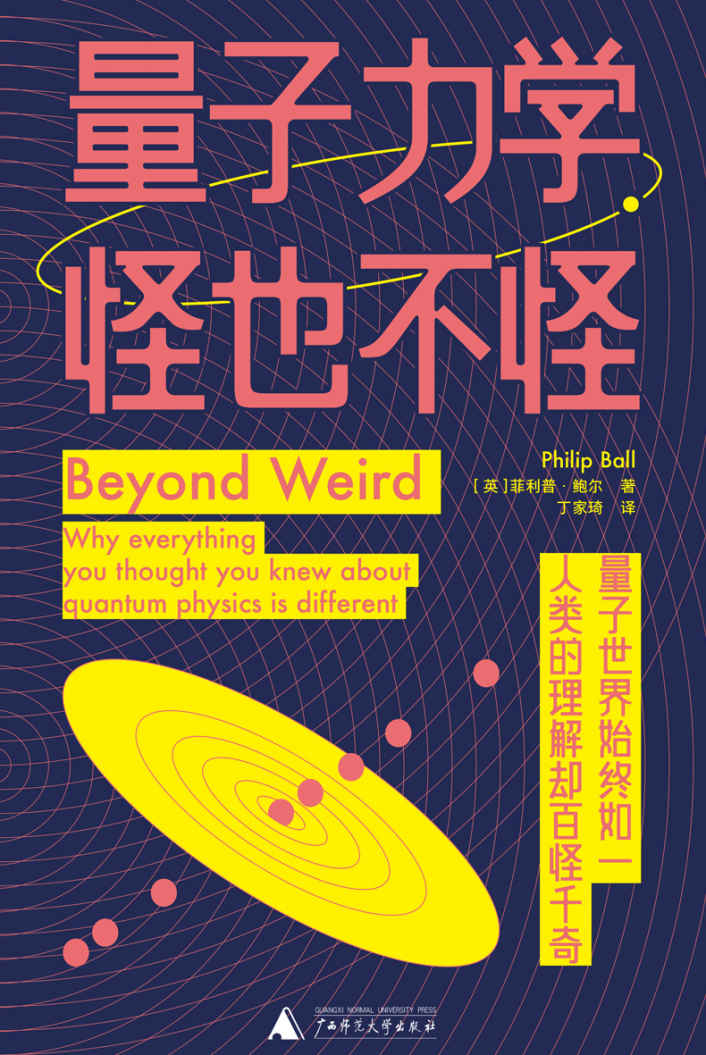 量子力学
怪也不怪
Beyond Weird
Why everything
you thought you knew about
quantum physics is different
Philip Ball
[ 英 ]菲利普·鲍尔 著
丁家琦 译
量子世界始终如一
人类的理解却百怪千奇
QUANGXI NORMAL UNIVERSITY PRESS
广西师范大学出版社